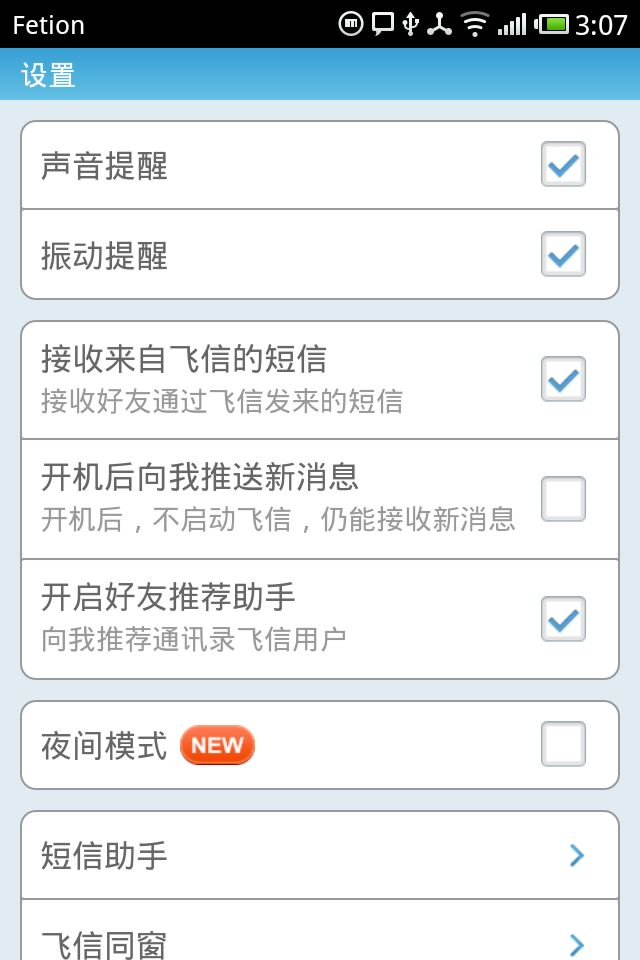 Fetion 3:07
设置
声音提醒
振动提醒
接收来自飞信的短信
接收好友通过飞信发来的短信
开机后向我推送新消息
开机后，不启动飞信，仍能接收新消息
开启好友推荐助手
向我推荐通讯录飞信用户
夜间模式 NEW
短信助手
飞信同窗